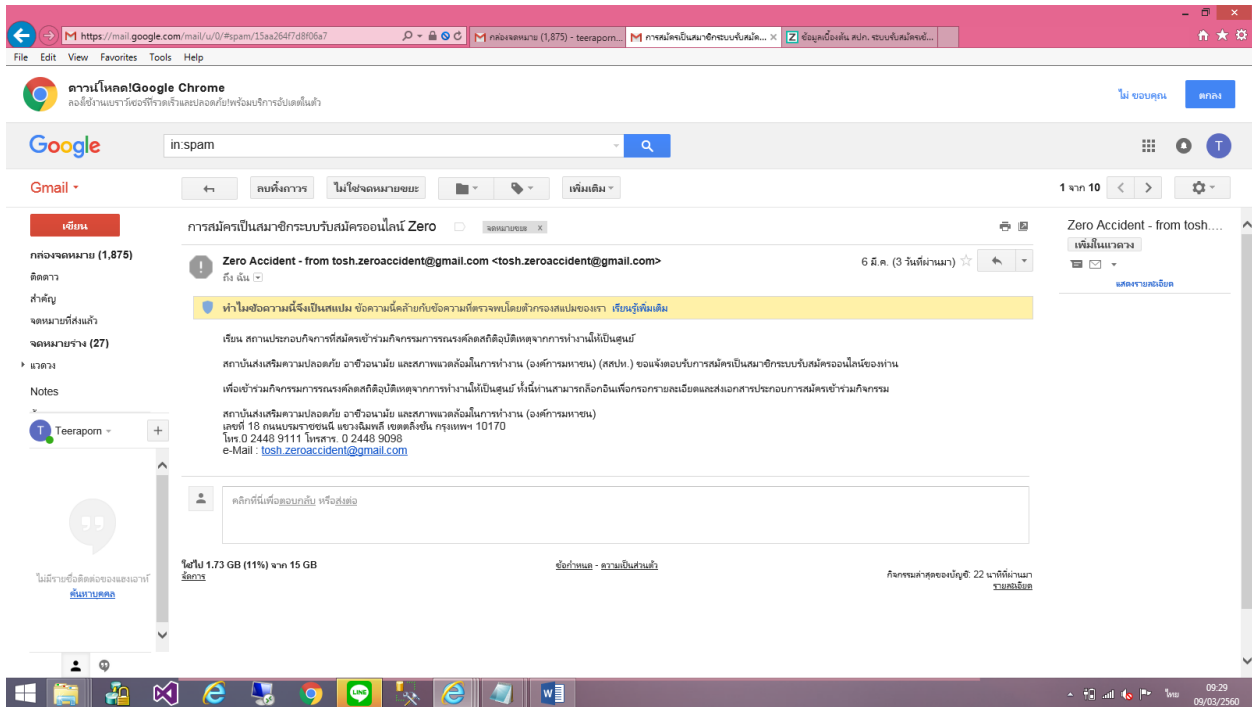 https://mail.google.com/mail/u/0/#spam/15aa264f7d8f06a7
กล่องจดหมาย (1,875) - teeraporn...
การสมัครเป็นสมาชิกระบบรับสมัค...
ข้อมูลเบื้องต้น สปก. ระบบรับสมัครเข้...
File Edit View Favorites Tools Help
ดาวน์โหลด!Google Chrome
ลองใช้งานเบราว์เซอร์ที่รวดเร็วและปลอดภัย!พร้อมบริการอัปเดตในตัว
ไม่ ขอบคุณ
ตกลง
Google
in:spam
T
Gmail
ลบทิ้งถาวร
ไม่ใช่จดหมายขยะ
เพิ่มเติม
1 จาก 10
เขียน
กล่องจดหมาย (1,875)
ติดดาว
สำคัญ
จดหมายที่ส่งแล้ว
จดหมายร่าง (27)
แวดวง
Notes
T Teeraporn
+
ไม่มีรายชื่อติดต่อของแฮงเอาท์
ค้นหาบุคคล
การสมัครเป็นสมาชิกระบบรับสมัครออนไลน์ Zero
จดหมายขยะ x
Zero Accident - from tosh.zeroaccident@gmail.com <tosh.zeroaccident@gmail.com>
6 มี.ค. (3 วันที่ผ่านมา)
ถึง ฉัน
ทำไมข้อความนี้จึงเป็นสแปม ข้อความนี้คล้ายกับข้อความที่ตรวจพบโดยตัวกรองสแปมของเรา เรียนรู้เพิ่มเติม
เรียน สถานประกอบกิจการที่สมัครเข้าร่วมกิจกรรมการรณรงค์ลดสถิติอุบัติเหตุจากการทำงานให้เป็นศูนย์
สถาบันส่งเสริมความปลอดภัย อาชีวอนามัย และสภาพแวดล้อมในการทำงาน (องค์การมหาชน) (สสปท.) ขอแจ้งตอบรับการสมัครเป็นสมาชิกระบบรับสมัครออนไลน์ของท่าน
เพื่อเข้าร่วมกิจกรรมการรณรงค์ลดสถิติอุบัติเหตุจากการทำงานให้เป็นศูนย์ ทั้งนี้ท่านสามารถล็อกอินเพื่อกรอกรายละเอียดและส่งเอกสารประกอบการสมัครเข้าร่วมกิจกรรม
สถาบันส่งเสริมความปลอดภัย อาชีวอนามัย และสภาพแวดล้อมในการทำงาน (องค์การมหาชน)
เลขที่ 18 ถนนบรมราชชนนี แขวงฉิมพลี เขตตลิ่งชัน กรุงเทพฯ 10170
โทร.0 2448 9111 โทรสาร. 0 2448 9098
e-Mail : tosh.zeroaccident@gmail.com
คลิกที่นี่เพื่อตอบกลับ หรือส่งต่อ
ใช้ไป 1.73 GB (11%) จาก 15 GB
จัดการ
ข้อกำหนด - ความเป็นส่วนตัว
กิจกรรมล่าสุดของบัญชี: 22 นาทีที่ผ่านมา
รายละเอียด
Zero Accident - from tosh....
เพิ่มในแวดวง
แสดงรายละเอียด
LINE
ไทย
09:29
09/03/2560